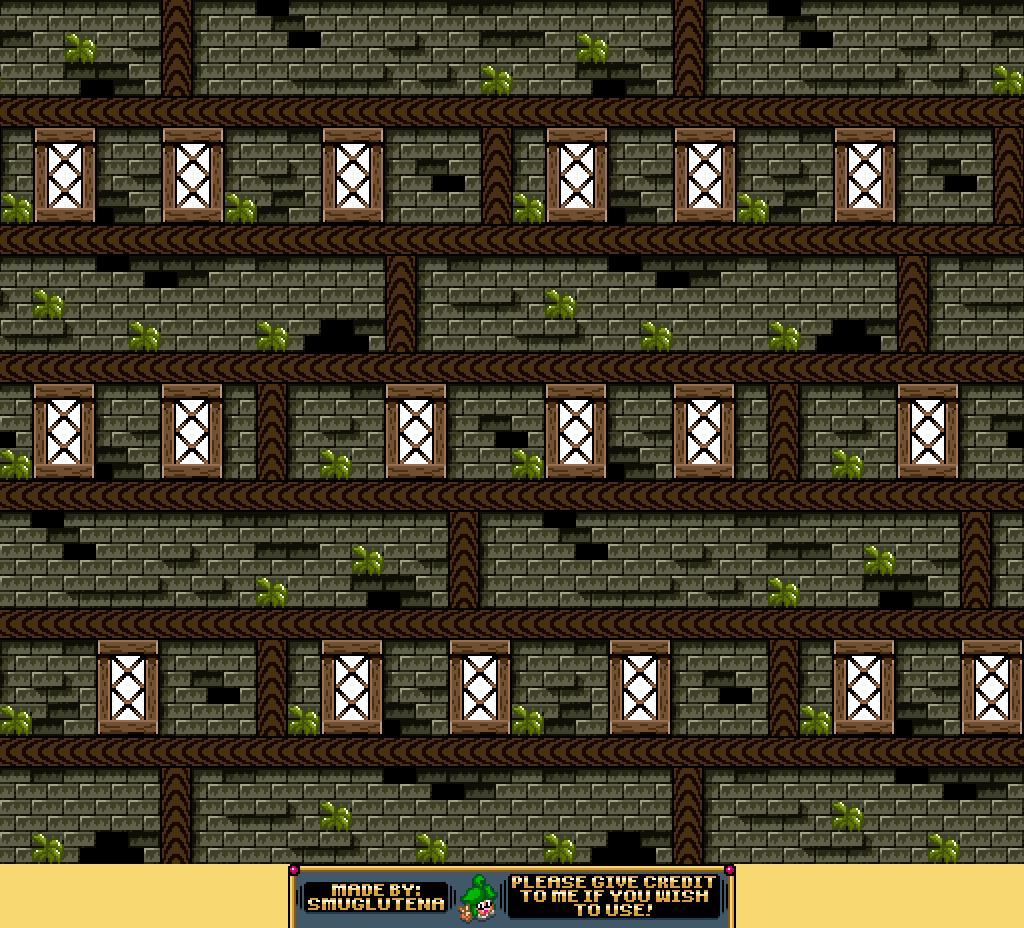 MADE BY:
SMUGLUTENA
PLEASE GIVE CREDIT
TO ME IF YOU WISH
TO USE!